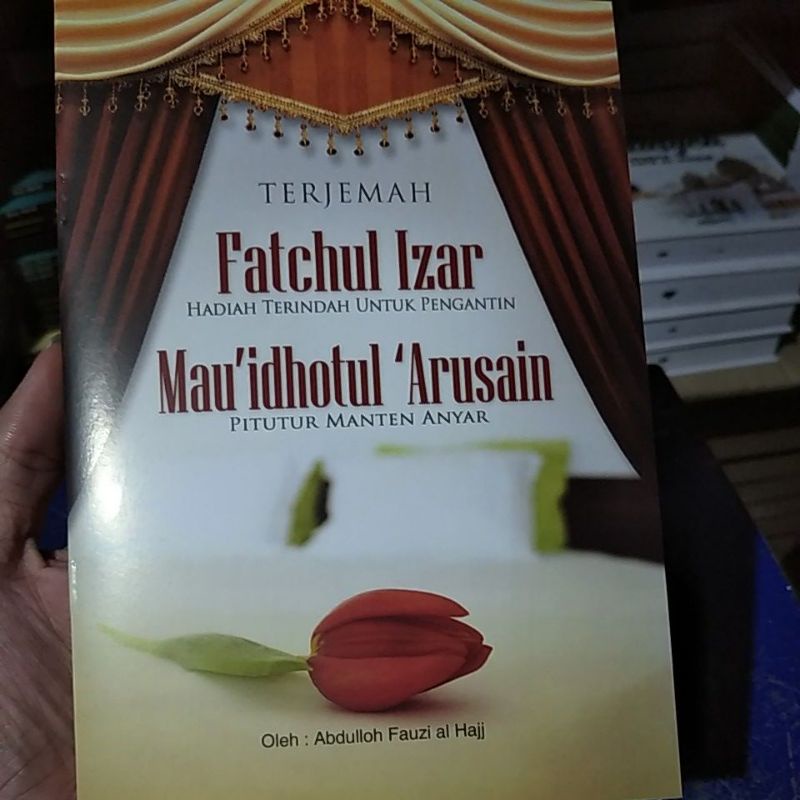 TERJEMAH
Fatchul Izar
HADIAH TERINDAH UNTUK PENGANTIN
Mau'idhotul 'Arusain
PITUTUR MANTEN ANYAR
Oleh : Abdulloh Fauzi al Hajj